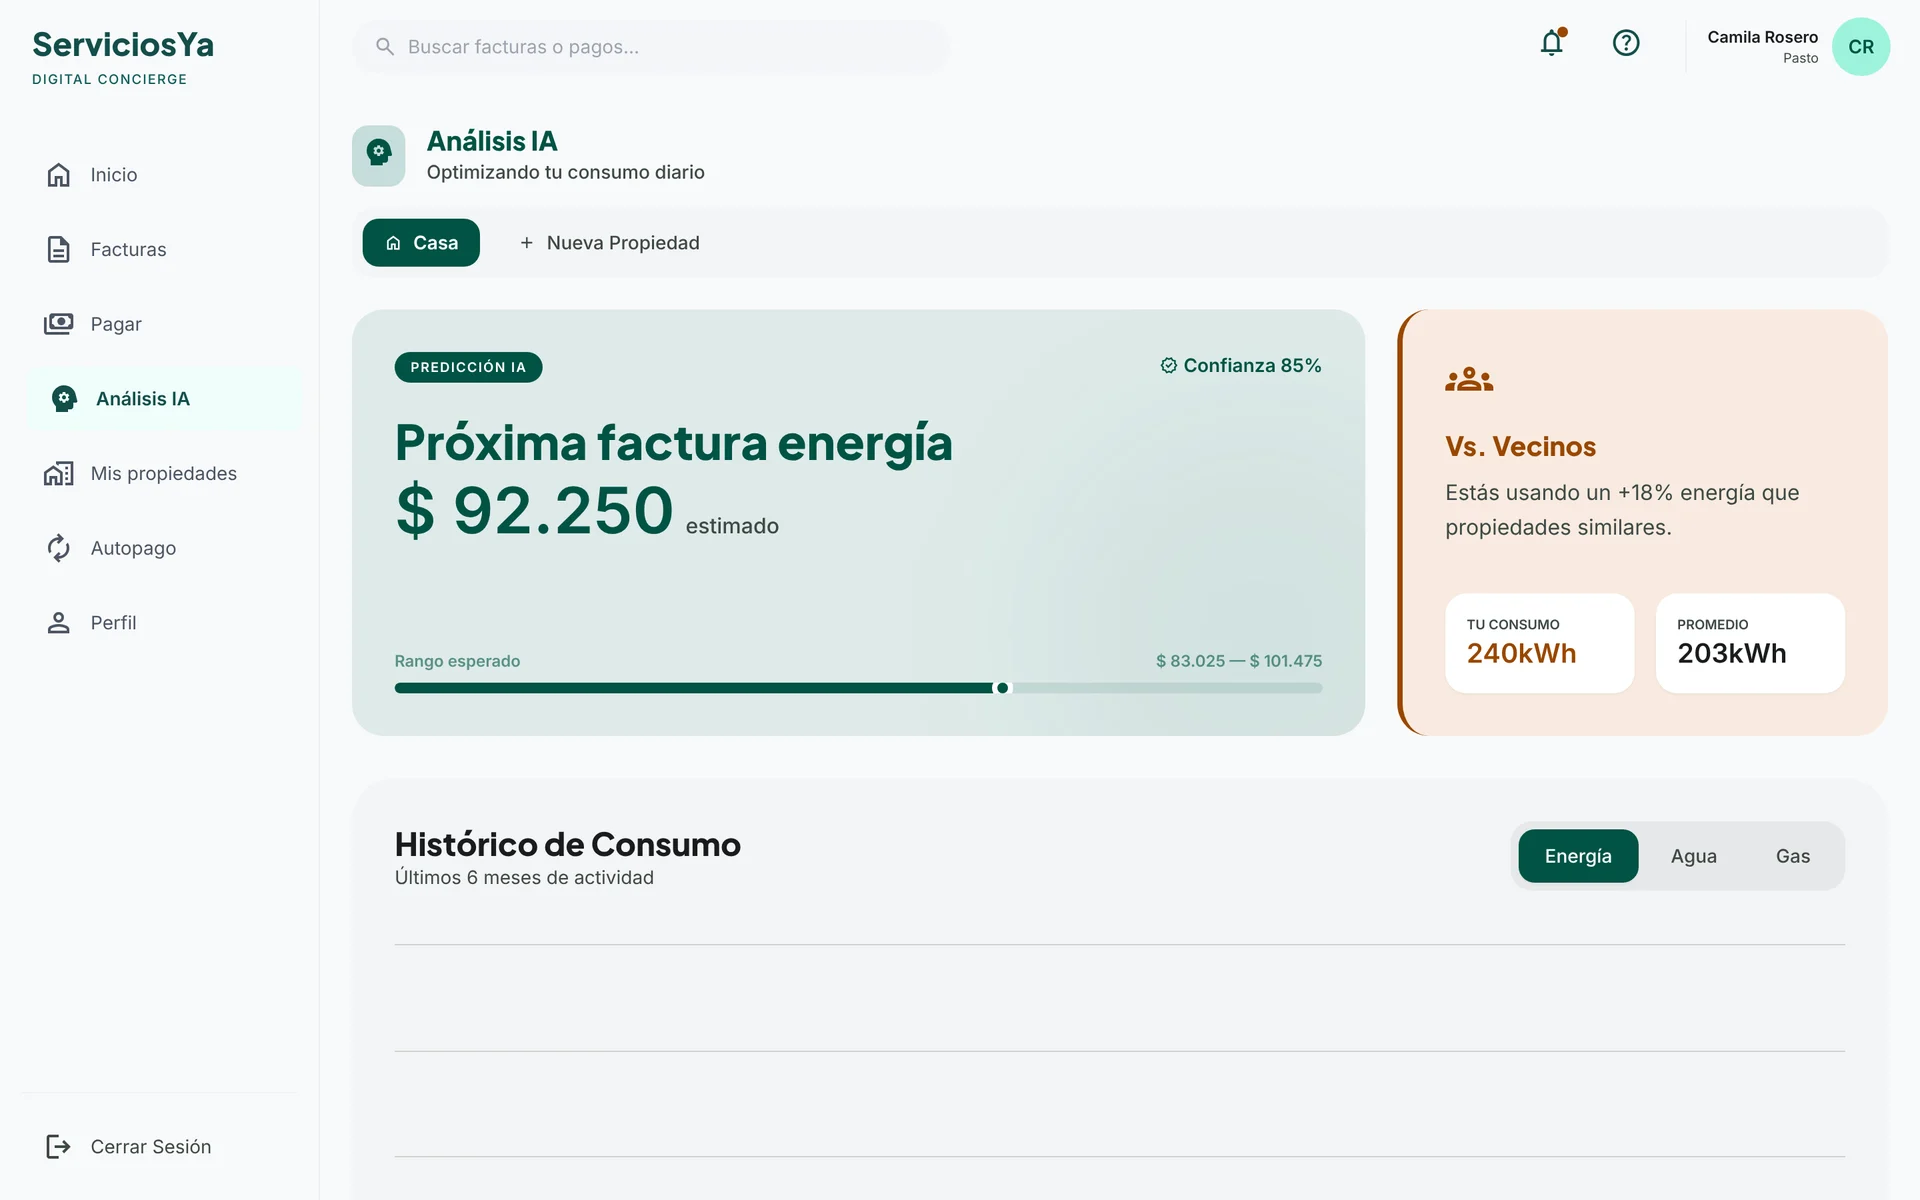 ServiciosYa
DIGITAL CONCIERGE
Inicio
Facturas
Pagar
Análisis IA
Mis propiedades
Autopago
Perfil
Cerrar Sesión
Buscar facturas o pagos...
Camila Rosero
Pasto
CR
Análisis IA
Optimizando tu consumo diario
Casa
+ Nueva Propiedad
PREDICCIÓN IA
Confianza 85%
Próxima factura energía
$ 92.250 estimado
Rango esperado
$ 83.025 — $ 101.475
Vs. Vecinos
Estás usando un +18% energía que
propiedades similares.
TU CONSUMO
240kWh
PROMEDIO
203kWh
Histórico de Consumo
Últimos 6 meses de actividad
Energía
Agua
Gas